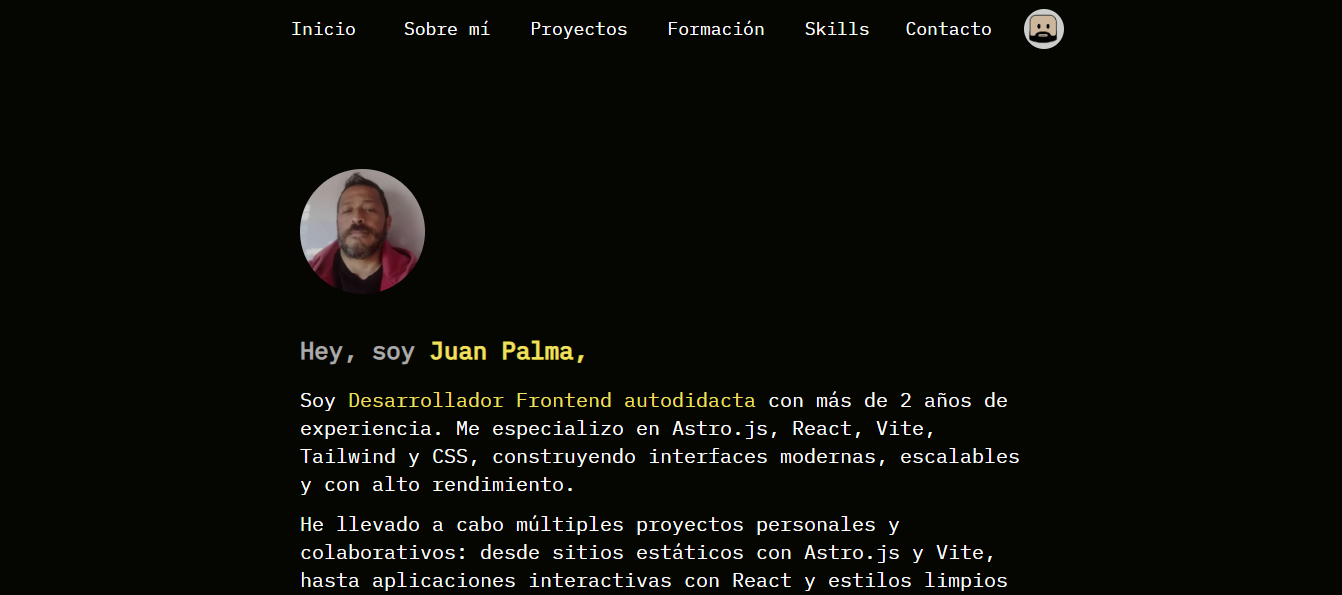 Inicio Sobre mí Proyectos Formación Skills Contacto
Hey, soy Juan Palma,
Soy Desarrollador Frontend autodidacta con más de 2 años de
experiencia. Me especializo en Astro.js, React, Vite,
Tailwind y CSS, construyendo interfaces modernas, escalables
y con alto rendimiento.
He llevado a cabo múltiples proyectos personales y
colaborativos: desde sitios estáticos con Astro.js y Vite,
hasta aplicaciones interactivas con React y estilos limpios